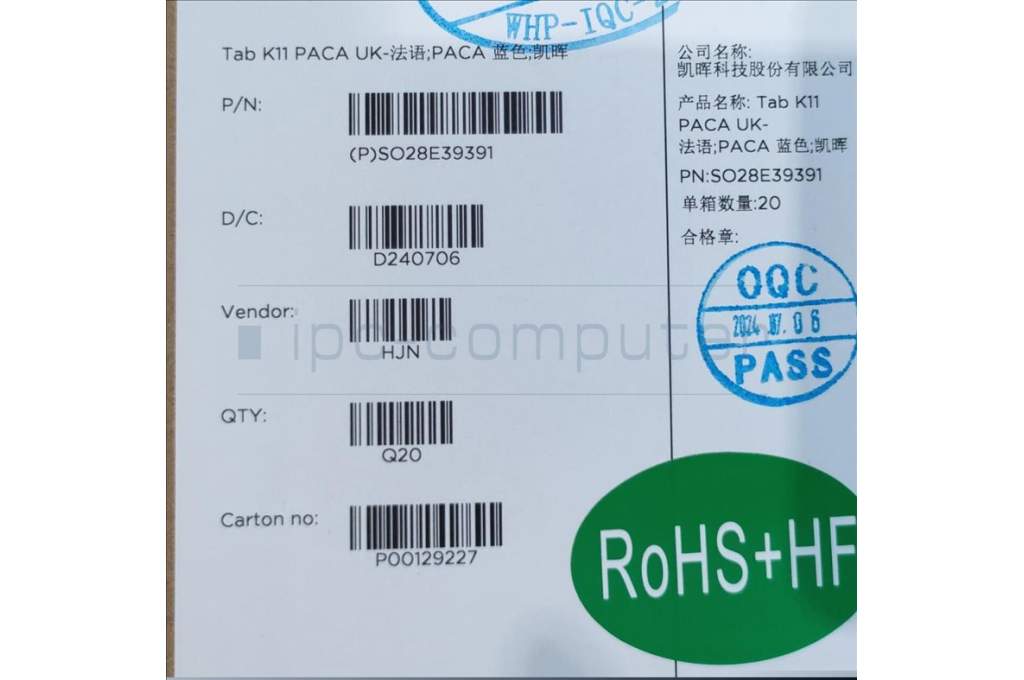 WHP-IQC-
Tab K11 PACA UK-法语;PACA 蓝色;凯晖
P/N:
(P)SO28E39391
D/C:
D240706
Vendor:
HJN
QTY:
Q20
Carton no:
P00129227
公司名称:
凯晖科技股份有限公司
产品名称: Tab K11
PACA UK-
法语;PACA 蓝色;凯晖
PN:SO28E39391
单箱数量:20
合格章:
OQC
2024.07.06
PASS
RoHS+HF
ipc-computer